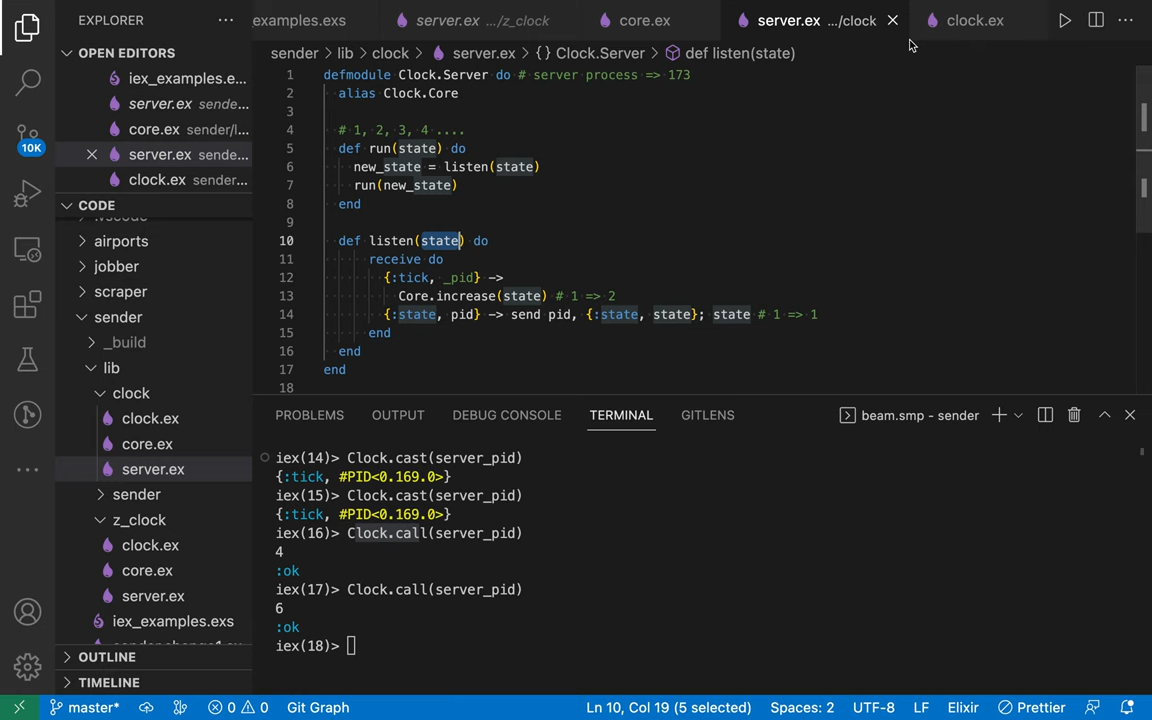 EXPLORER
examples.exs
server.ex .../z_clock
core.ex
server.ex .../clock
clock.ex
OPEN EDITORS
iex_examples.e...
server.ex sende...
core.ex sender/l...
server.ex sende...
clock.ex sender...
10K
CODE
airports
jobber
scraper
sender
_build
lib
clock
clock.ex
core.ex
server.ex
sender
z_clock
clock.ex
core.ex
server.ex
iex_examples.exs
OUTLINE
TIMELINE
sender > lib > clock > server.ex > {} Clock.Server > def listen(state)
1 defmodule Clock.Server do # server process => 173
2 alias Clock.Core
3
4 # 1, 2, 3, 4 ....
5 def run(state) do
6 new_state = listen(state)
7 run(new_state)
8 end
9
10 def listen(state) do
11 receive do
12 {:tick, _pid} ->
13 Core.increase(state) # 1 => 2
14 {:state, pid} -> send pid, {:state, state}; state # 1 => 1
15 end
16 end
17 end
18
PROBLEMS OUTPUT DEBUG CONSOLE TERMINAL GITLENS
beam.smp - sender
iex(14)> Clock.cast(server_pid)
{:tick, #PID<0.169.0>}
iex(15)> Clock.cast(server_pid)
{:tick, #PID<0.169.0>}
iex(16)> Clock.call(server_pid)
4
:ok
iex(17)> Clock.call(server_pid)
6
:ok
iex(18)>
master* 0 0 Git Graph Ln 10, Col 19 (5 selected) Spaces: 2 UTF-8 LF Elixir Prettier